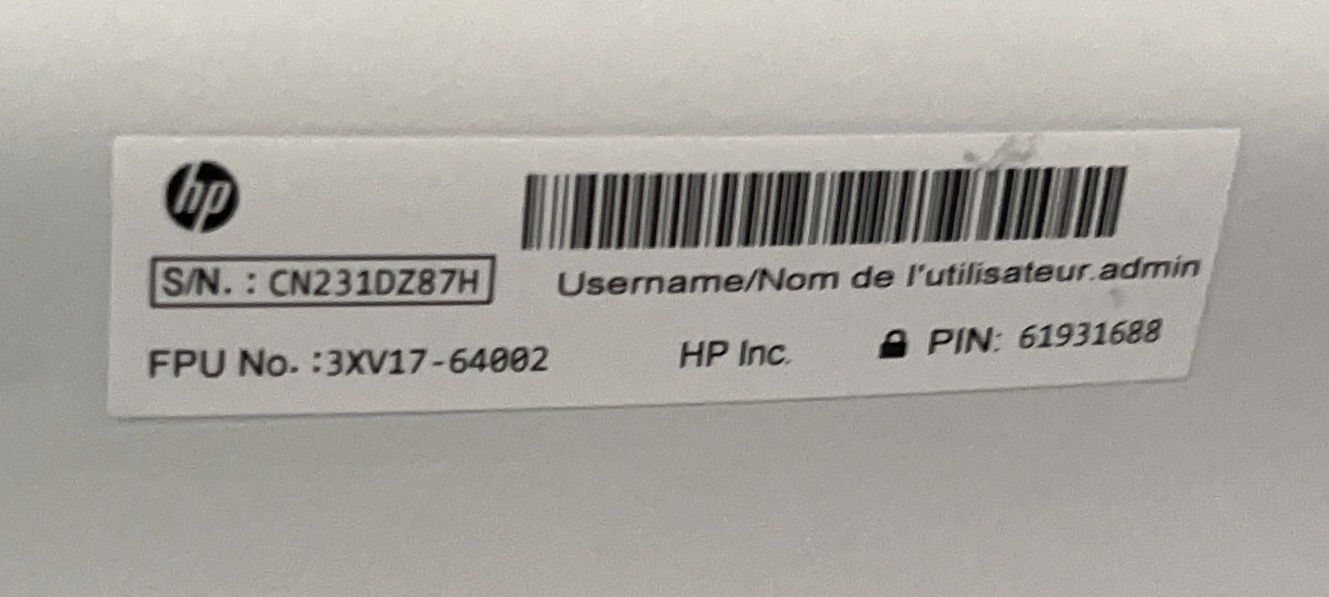 hp
S/N. : CN231DZ87H
Username/Nom de l'utilisateur.admin
FPU No. :3XV17-64002
HP Inc.
PIN: 61931688